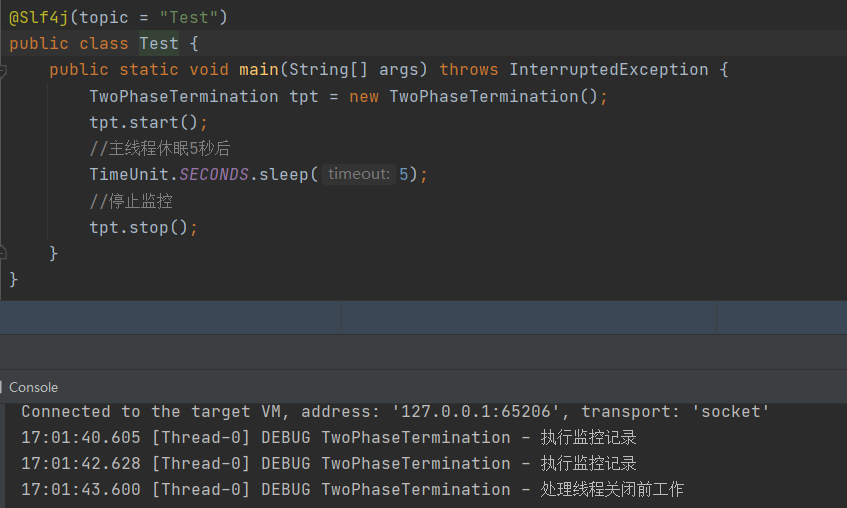 @Slf4j(topic = "Test")
public class Test {
public static void main(String[] args) throws InterruptedException {
TwoPhaseTermination tpt = new TwoPhaseTermination();
tpt.start();
//主线程休眠5秒后
TimeUnit.SECONDS.sleep( timeout: 5);
//停止监控
tpt.stop();
}
}
Console
Connected to the target VM, address: '127.0.0.1:65206', transport: 'socket'
17:01:40.605 [Thread-0] DEBUG TwoPhaseTermination - 执行监控记录
17:01:42.628 [Thread-0] DEBUG TwoPhaseTermination - 执行监控记录
17:01:43.600 [Thread-0] DEBUG TwoPhaseTermination - 处理线程关闭前工作